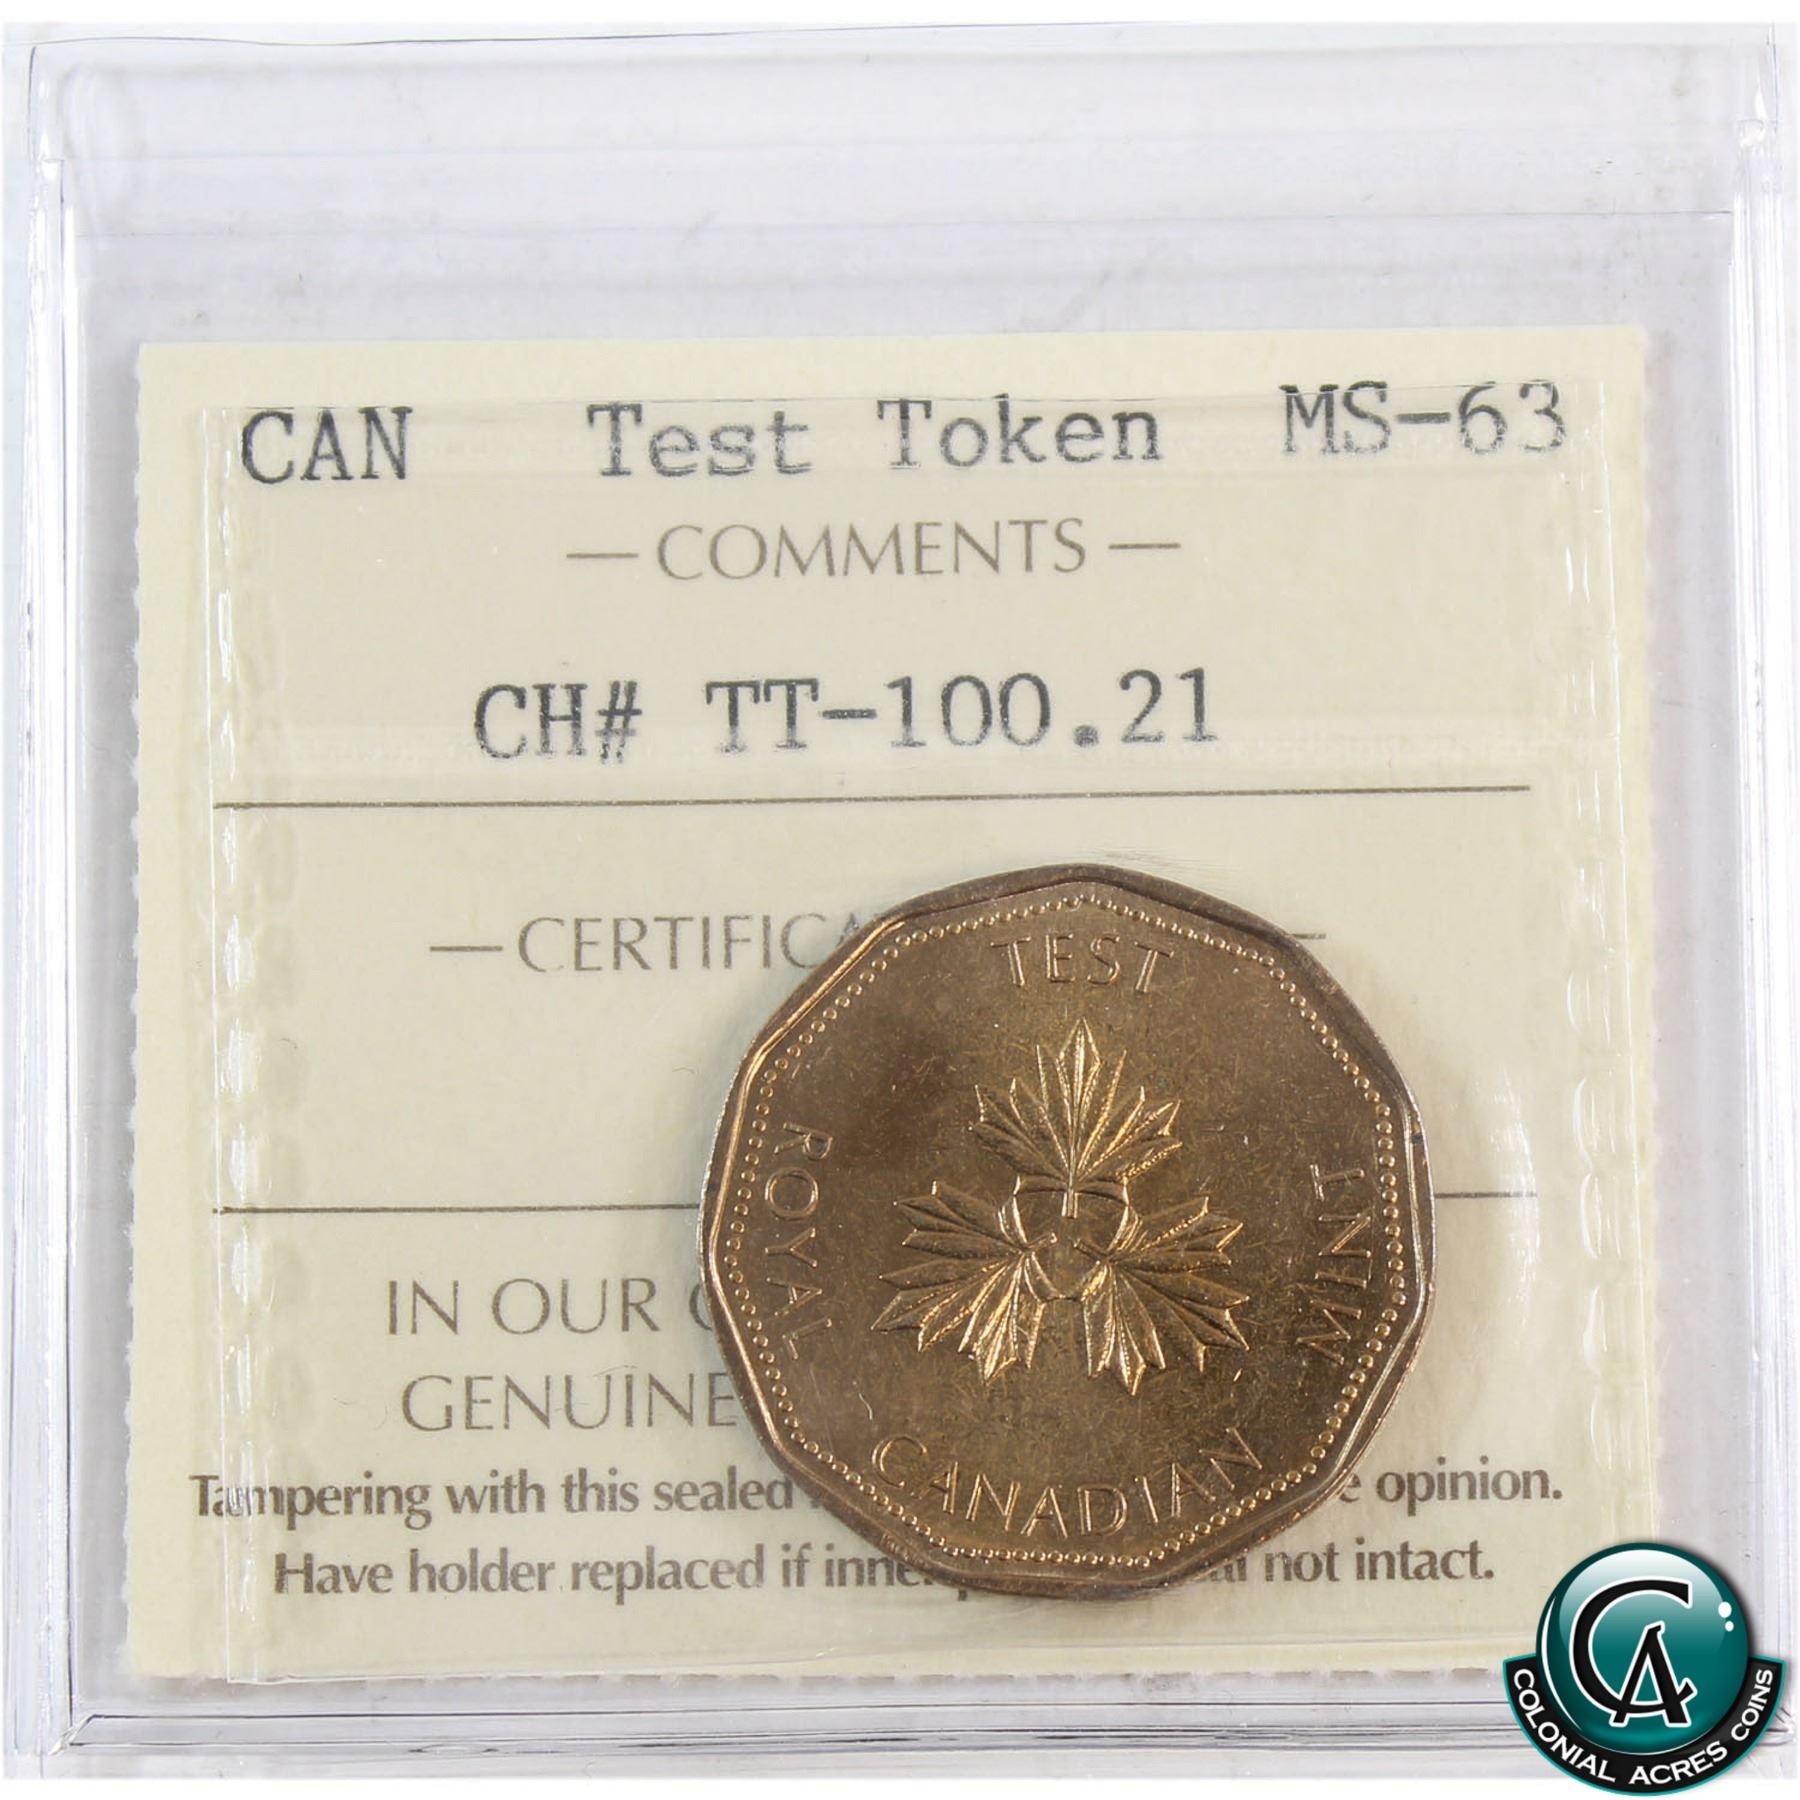 CAN Test Token MS-63
— COMMENTS —
CH# TT-100.21
— CERTIFICA —
IN OUR
GENUINE
Tampering with this sealed opinion.
Have holder replaced if not intact.
TEST
ROYAL
MINT
CANADIAN
CA
COLONIAL ACRES COINS